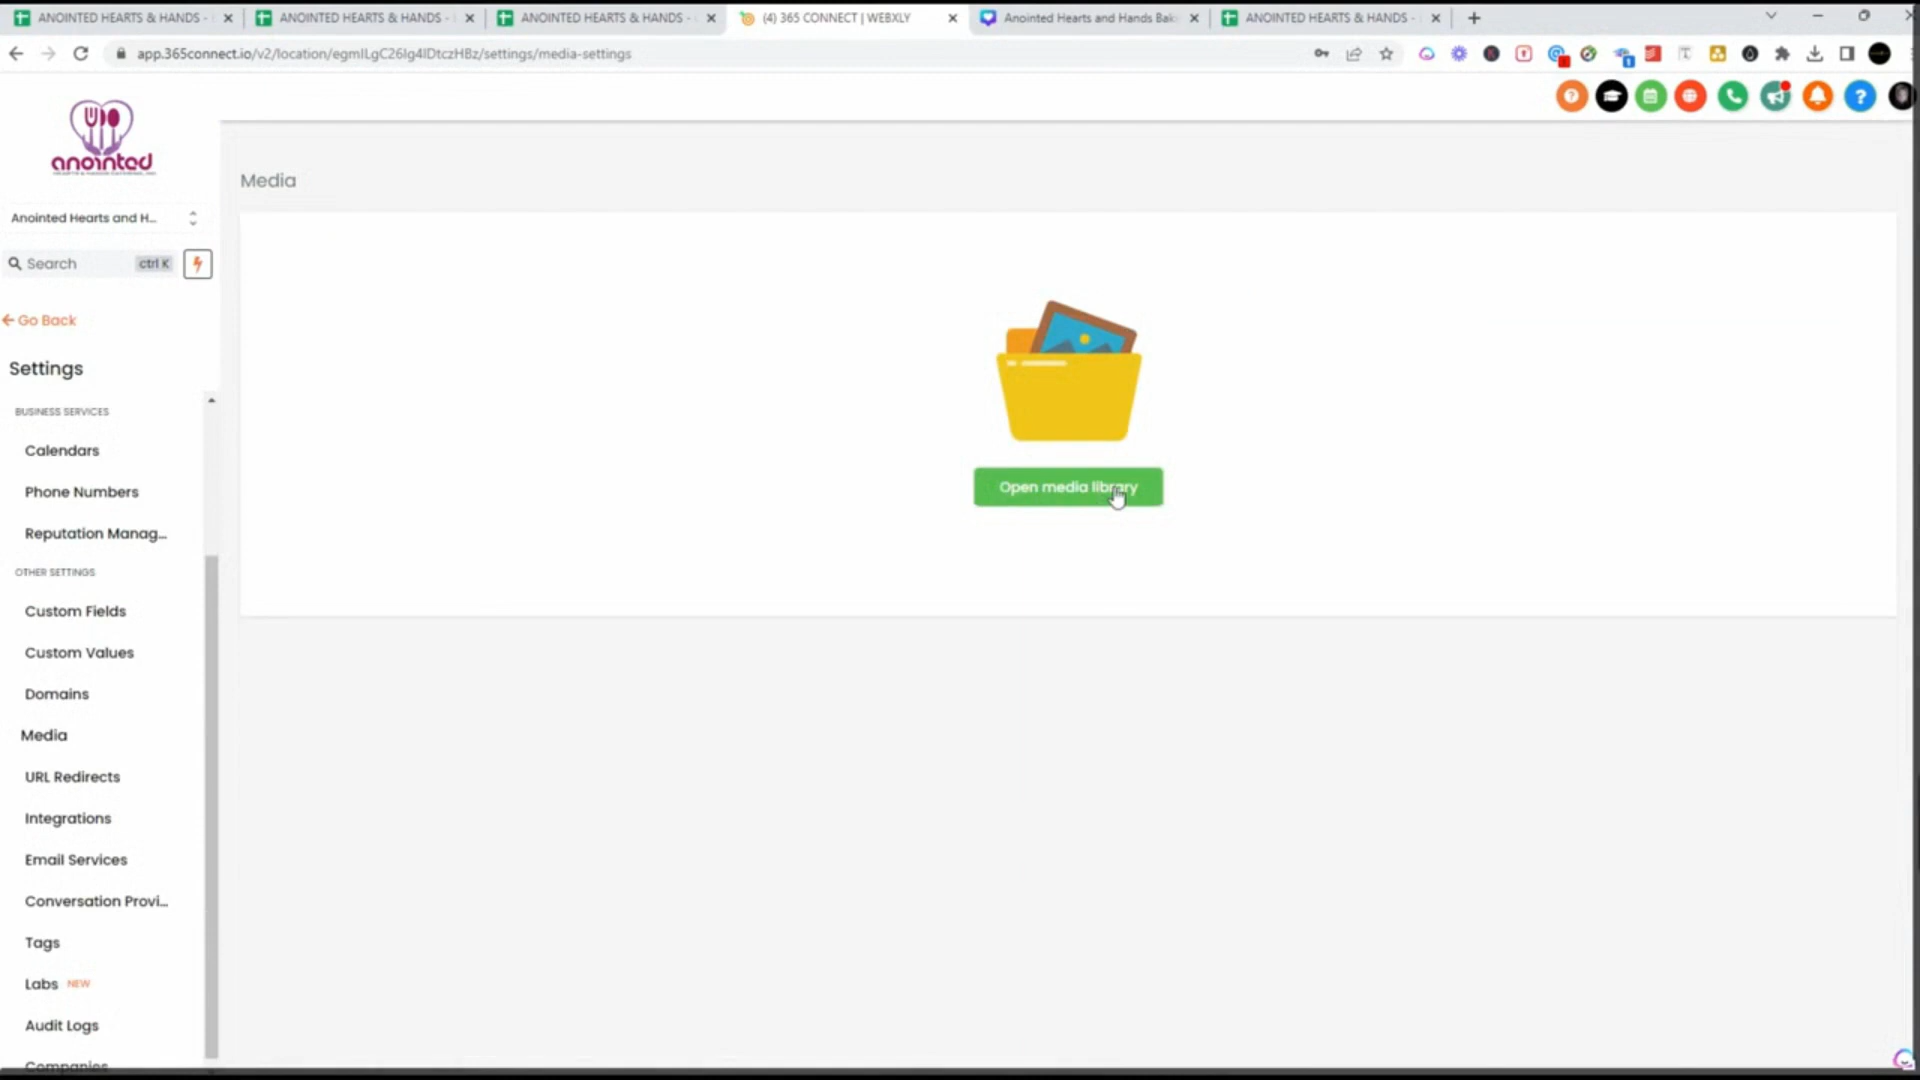 ANOINTED HEARTS & HANDS -
ANOINTED HEARTS & HANDS -
ANOINTED HEARTS & HANDS -
(4) 365 CONNECT | WEBXLY
Anointed Hearts and Hands Bak
ANOINTED HEARTS & HANDS -
app.365connect.io/v2/location/egmlLgC26Ig4lDtczHBz/settings/media-settings
anointed
Anointed Hearts and H...
Search
ctrl K
Go Back
Settings
BUSINESS SERVICES
Calendars
Phone Numbers
Reputation Manag...
OTHER SETTINGS
Custom Fields
Custom Values
Domains
Media
URL Redirects
Integrations
Email Services
Conversation Provi...
Tags
Labs NEW
Audit Logs
Companies
Media
Open media library